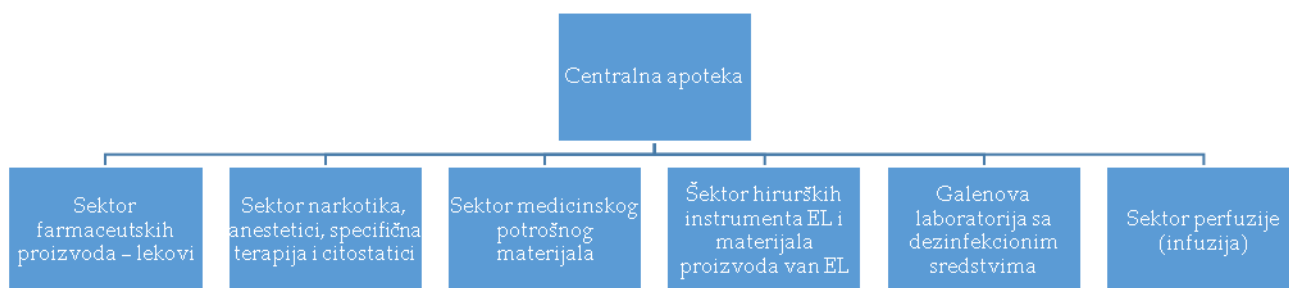 Centralna apoteka
Sektor
farmaceutskih
proizvoda – lekovi
Sektor narkotika,
anestetici, specifična
terapija i citostatici
Sektor medicinskog
potrošnog
materijala
Šektor hirurških
instrumenta EL i
materijala
proizvoda van EL
Galenova
laboratorija sa
dezinfekcionim
sredstvima
Sektor perfuzije
(infuzija)